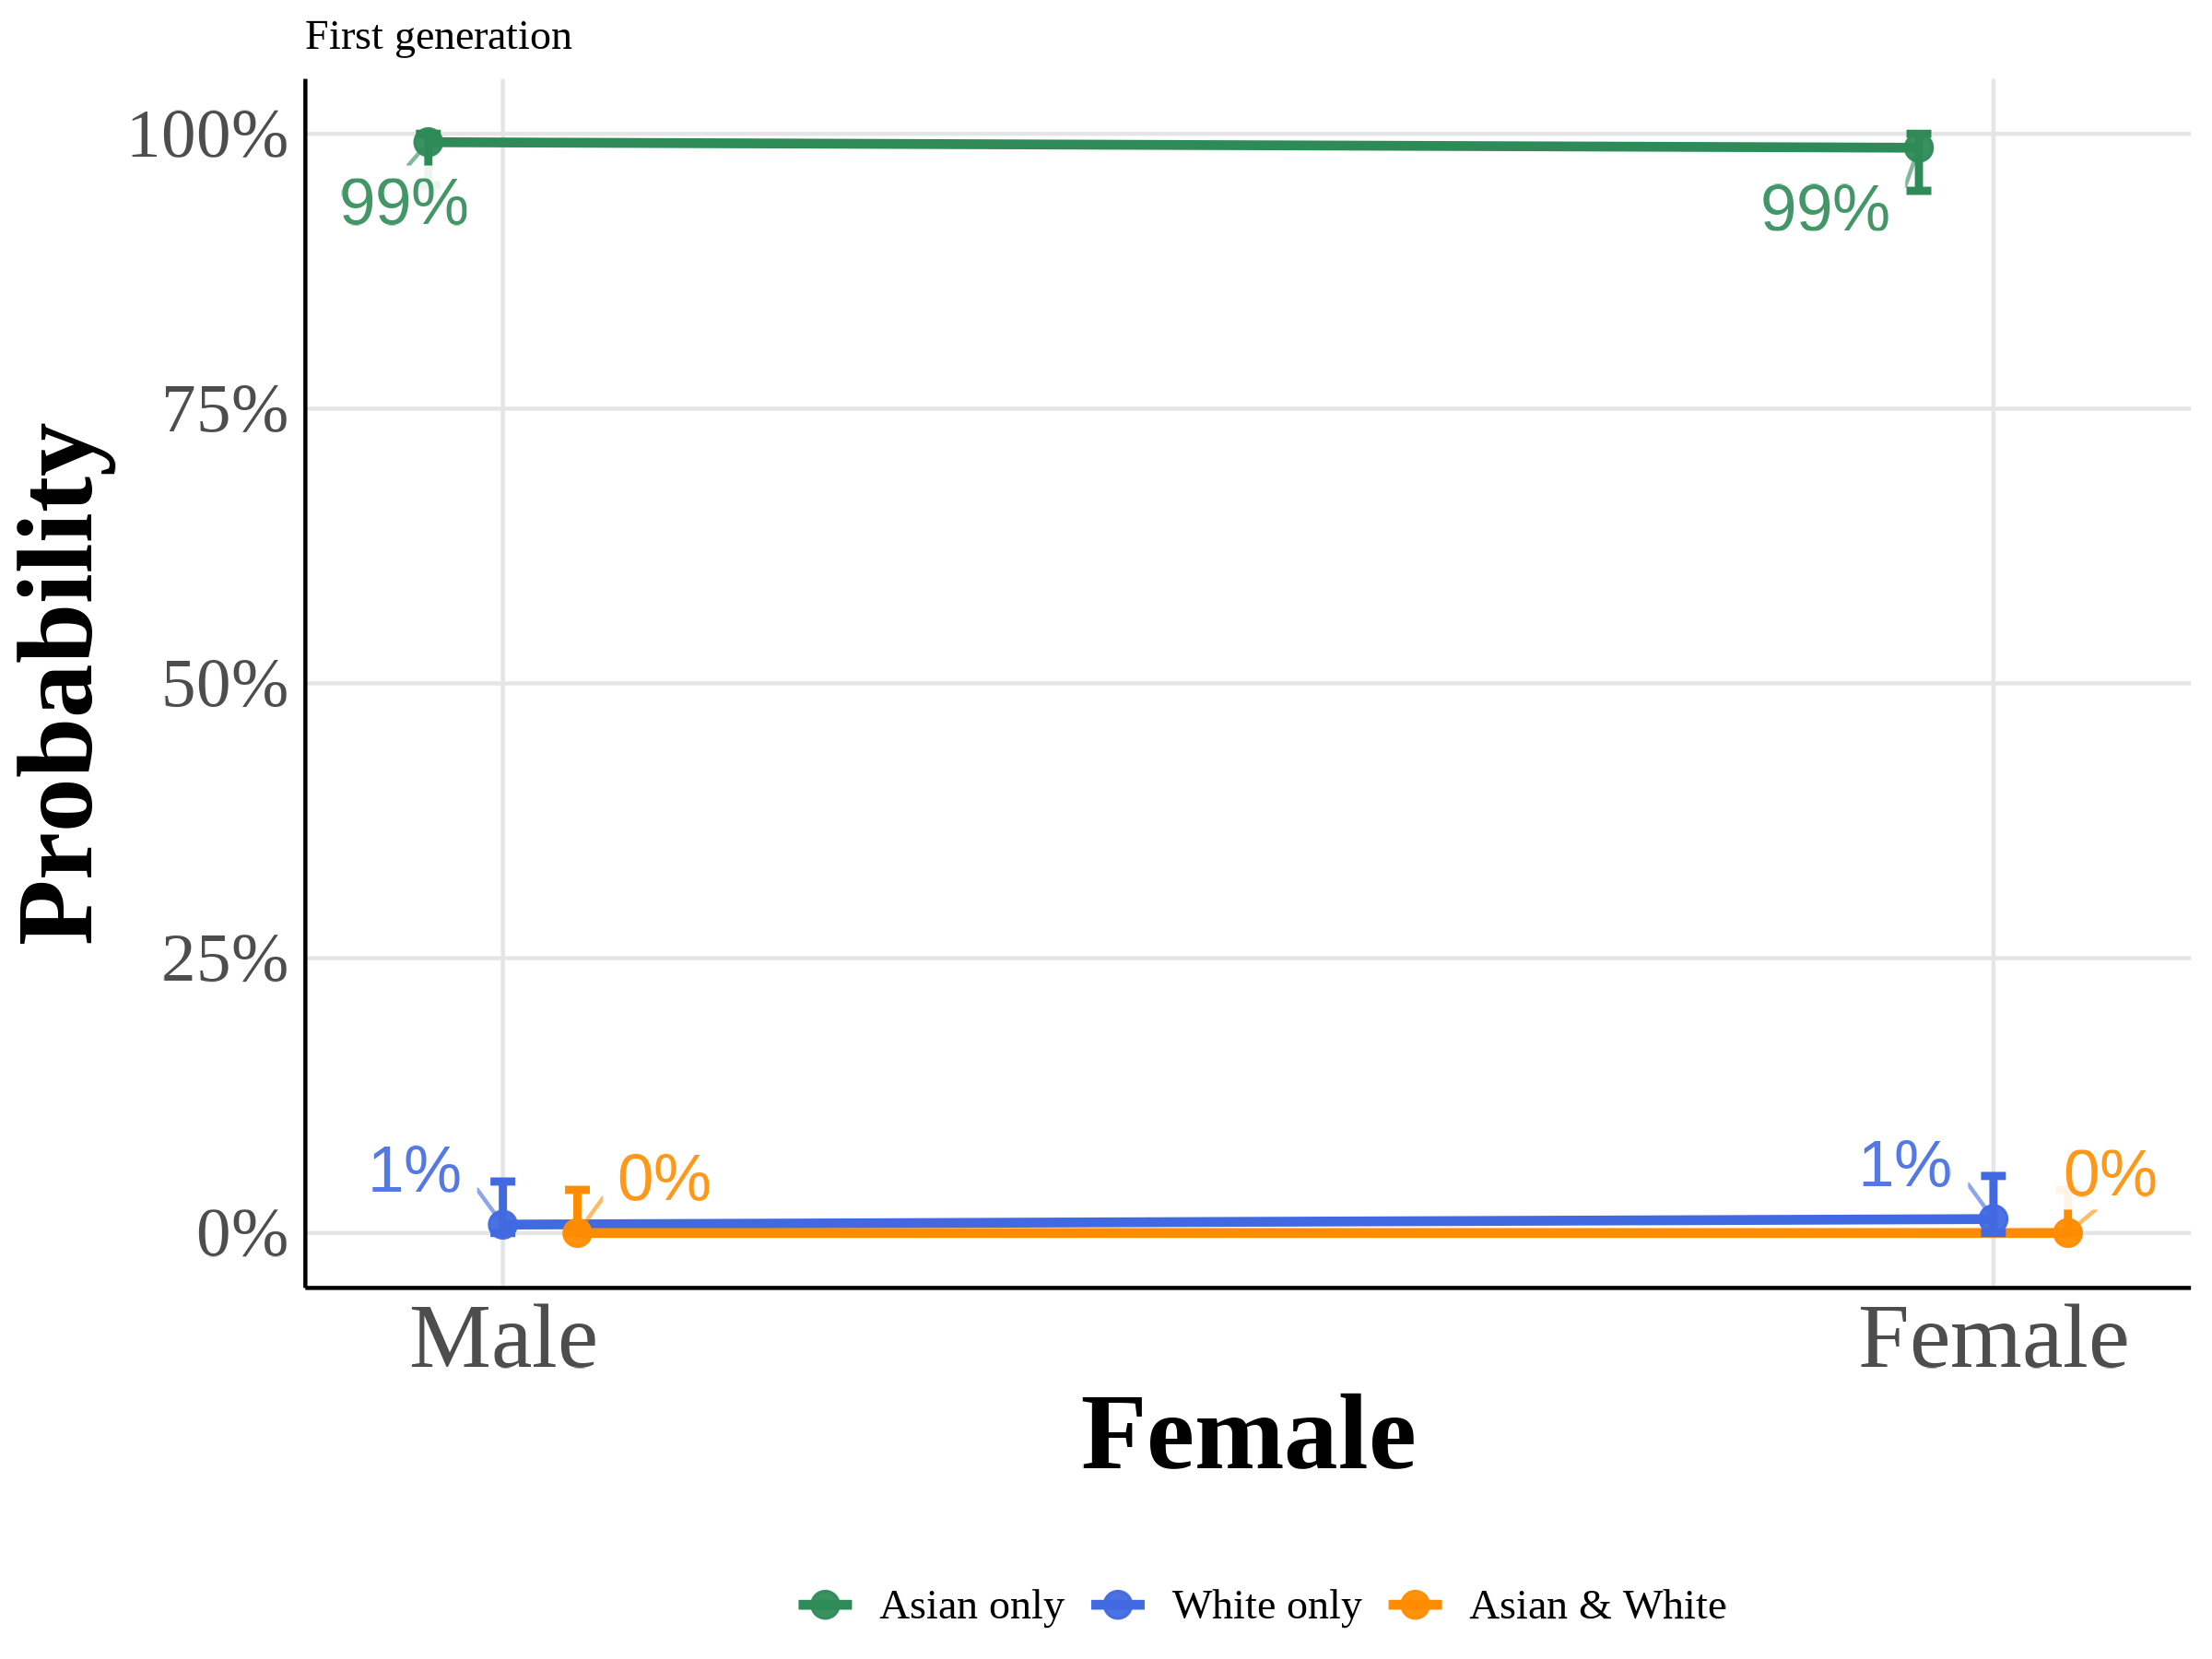 First generation
100%
75%
50%
25%
0%
Probability
99%
99%
1%
0%
1%
0%
Male
Female
Female
Asian only
White only
Asian & White